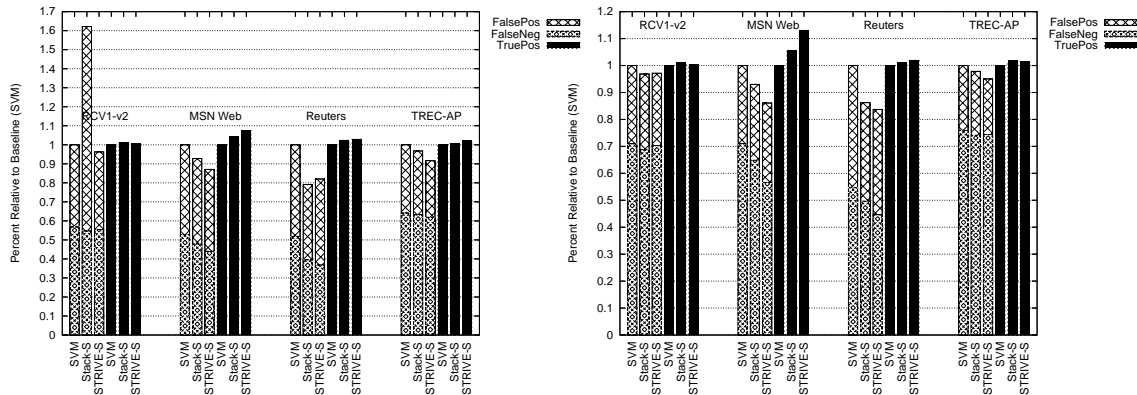 Percent Relative to Baseline (SVM)
1.7
1.6
1.5
1.4
1.3
1.2
1.1
1
0.9
0.8
0.7
0.6
0.5
0.4
0.3
0.2
0.1
0
RCV1-v2
MSN Web
Reuters
TREC-AP
FalsePos
FalseNeg
TruePos
SVM
Stack-S
STRIVE-S
SVM
Stack-S
STRIVE-S
SVM
Stack-S
STRIVE-S
SVM
Stack-S
STRIVE-S
SVM
Stack-S
STRIVE-S
SVM
Stack-S
STRIVE-S
SVM
Stack-S
STRIVE-S
SVM
Stack-S
STRIVE-S
Percent Relative to Baseline (SVM)
1.2
1.1
1
0.9
0.8
0.7
0.6
0.5
0.4
0.3
0.2
0.1
0
RCV1-v2
MSN Web
Reuters
TREC-AP
FalsePos
FalseNeg
TruePos
SVM
Stack-S
STRIVE-S
SVM
Stack-S
STRIVE-S
SVM
Stack-S
STRIVE-S
SVM
Stack-S
STRIVE-S
SVM
Stack-S
STRIVE-S
SVM
Stack-S
STRIVE-S
SVM
Stack-S
STRIVE-S
SVM
Stack-S
STRIVE-S